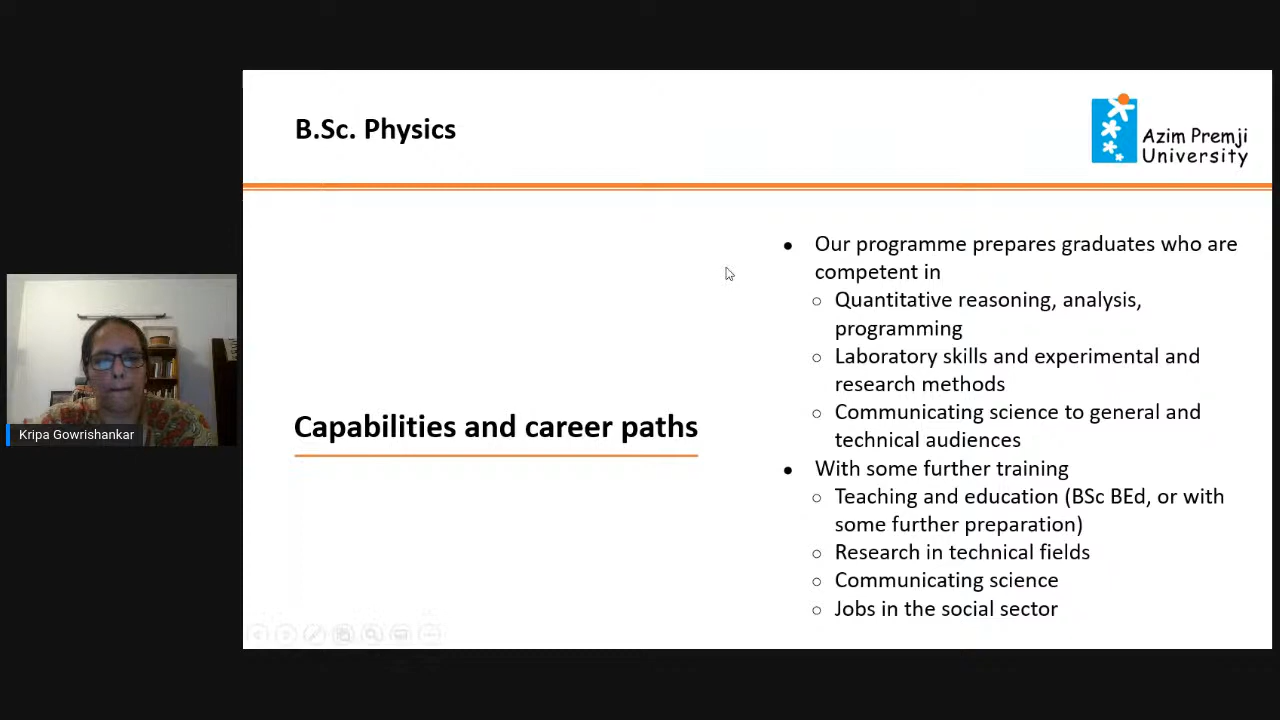 B.Sc. Physics
Azim Premji
University
Kripa Gowrishankar
Capabilities and career paths
● Our programme prepares graduates who are
competent in
○ Quantitative reasoning, analysis,
programming
○ Laboratory skills and experimental and
research methods
○ Communicating science to general and
technical audiences
● With some further training
○ Teaching and education (BSc BEd, or with
some further preparation)
○ Research in technical fields
○ Communicating science
○ Jobs in the social sector